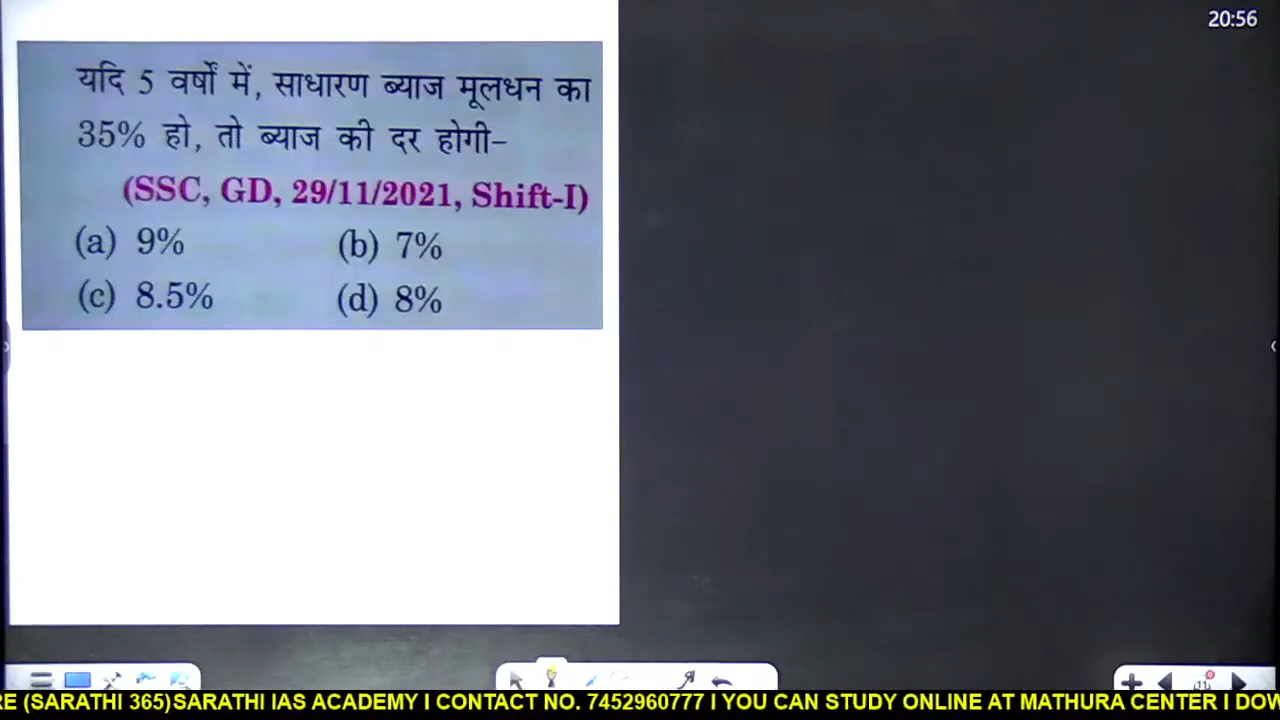 20:56
यदि 5 वर्षों में, साधारण ब्याज मूलधन का
35% हो, तो ब्याज की दर होगी–
(SSC, GD, 29/11/2021, Shift-I)
(a) 9% (b) 7%
(c) 8.5% (d) 8%
RE (SARATHI 365)SARATHI IAS ACADEMY I CONTACT NO. 7452960777 I YOU CAN STUDY ONLINE AT MATHURA CENTER I DOW